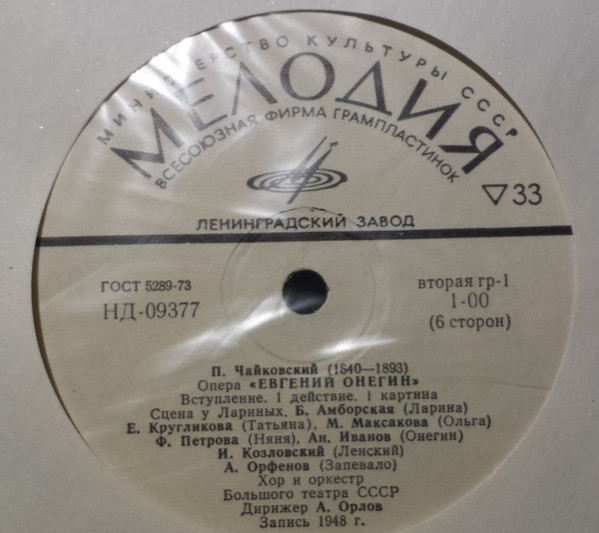 МИНИСТЕРСТВО КУЛЬТУРЫ СССР
МЕЛОДИЯ
ВСЕСОЮЗНАЯ ФИРМА ГРАМПЛАСТИНОК
▽33
ЛЕНИНГРАДСКИЙ ЗАВОД
ГОСТ 5289-73
НД-09377
вторая гр-1
1-00
(6 сторон)
П. Чайковский (1840—1893)
Опера «ЕВГЕНИЙ ОНЕГИН»
Вступление. 1 действие, 1 картина
Сцена у Лариных. Б. Амборская (Ларина)
Е. Кругликова (Татьяна), М. Максакова (Ольга)
Ф. Петрова (Няня), Ан. Иванов (Онегин)
И. Козловский (Ленский)
А. Орфенов (Запевало)
Хор и оркестр
Большого театра СССР
Дирижер А. Орлов
Запись 1948 г.